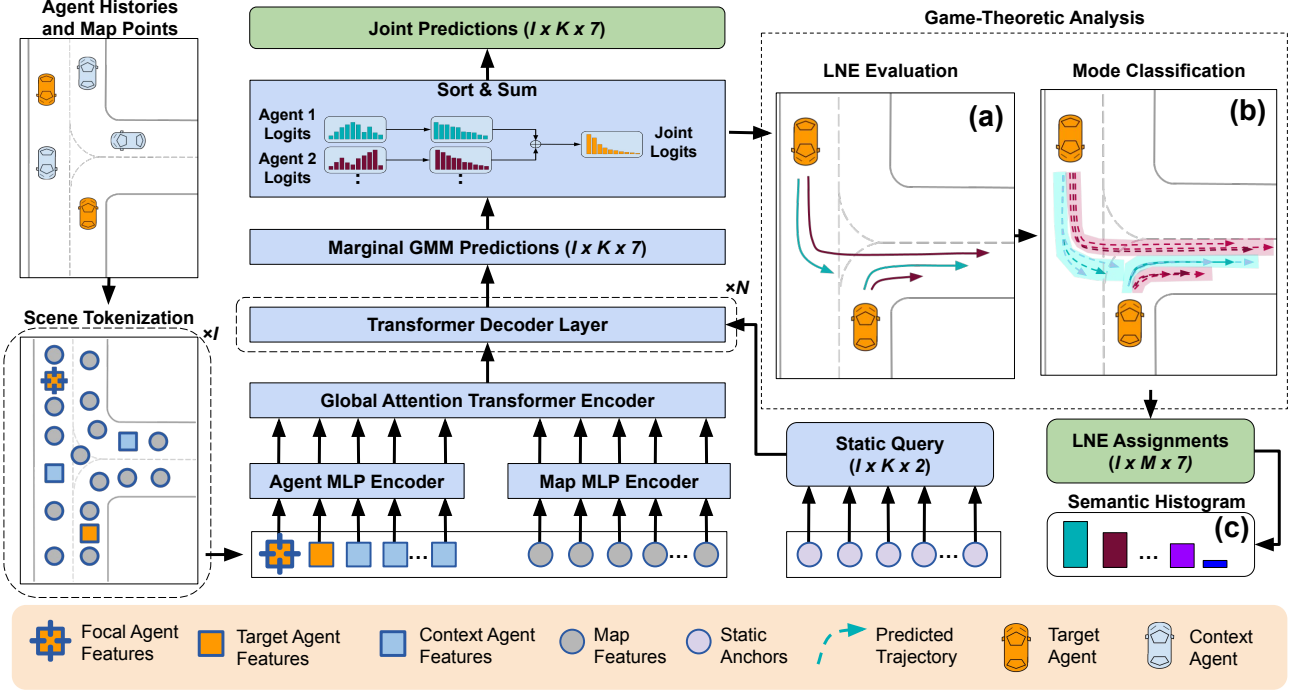 Agent Histories
and Map Points
Scene Tokenization
×I
Joint Predictions (I x K x 7)
Sort & Sum
Agent 1
Logits
Agent 2
Logits
Joint
Logits
Marginal GMM Predictions (I x K x 7)
×N
Transformer Decoder Layer
Global Attention Transformer Encoder
Agent MLP Encoder
Map MLP Encoder
...
...
Game-Theoretic Analysis
LNE Evaluation
(a)
Mode Classification
(b)
Static Query
(I x K x 2)
...
LNE Assignments
(I x M x 7)
Semantic Histogram
(c)
...
Focal Agent
Features
Target Agent
Features
Context Agent
Features
Map
Features
Static
Anchors
Predicted
Trajectory
Target
Agent
Context
Agent